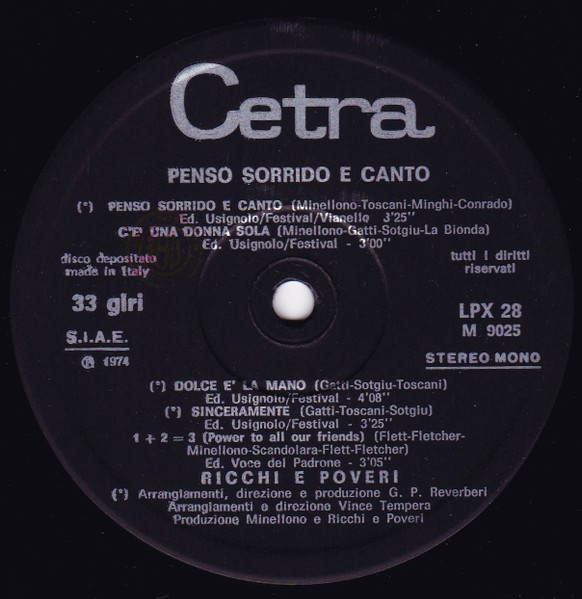 Cetra
PENSO SORRIDO E CANTO
(*) PENSO SORRIDO E CANTO (Minellono-Toscani-Minghi-Conrado)
Ed. Usignolo/Festival/Vianello 3'25"
C'E' UNA DONNA SOLA (Minellono-Gatti-Sotgiu-La Bionda)
Ed. Usignolo/Festival - 3'00"
disco depositato
made in Italy
tutti i diritti
riservati
33 giri
LPX 28
M 9025
S.I.A.E.
Ⓟ 1974
STEREO-MONO
(*) DOLCE E' LA MANO (Gatti-Sotgiu-Toscani)
Ed. Usignolo/Festival - 4'08"
(*) SINCERAMENTE (Gatti-Toscani-Sotgiu)
Ed. Usignolo/Festival - 3'25"
1 + 2 = 3 (Power to all our friends) (Flett-Fletcher-
Minellono-Scandolara-Flett-Fletcher)
Ed. Voce del Padrone - 3'05"
RICCHI E POVERI
(*) Arrangiamenti, direzione e produzione G. P. Reverberi
Arrangiamenti e direzione Vince Tempera
Produzione Minellono e Ricchi e Poveri